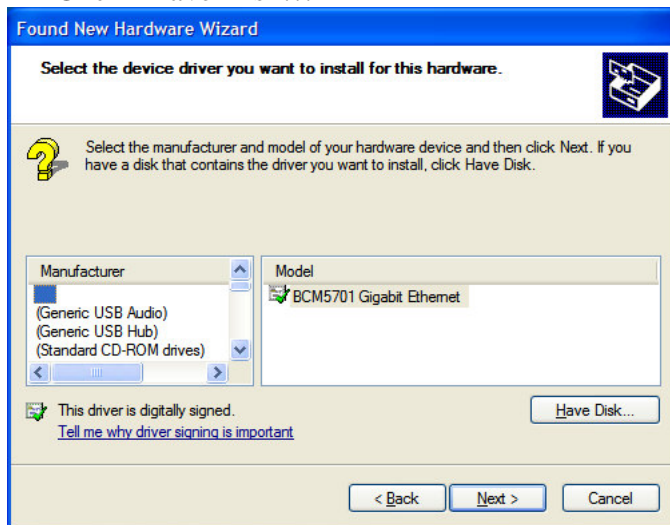 Found New Hardware Wizard
Select the device driver you want to install for this hardware.
Select the manufacturer and model of your hardware device and then click Next. If you
have a disk that contains the driver you want to install, click Have Disk.
Manufacturer
(Generic USB Audio)
(Generic USB Hub)
(Standard CD-ROM drives)
Model
BCM5701 Gigabit Ethernet
This driver is digitally signed.
Tell me why driver signing is important
Have Disk...
< Back
Next >
Cancel